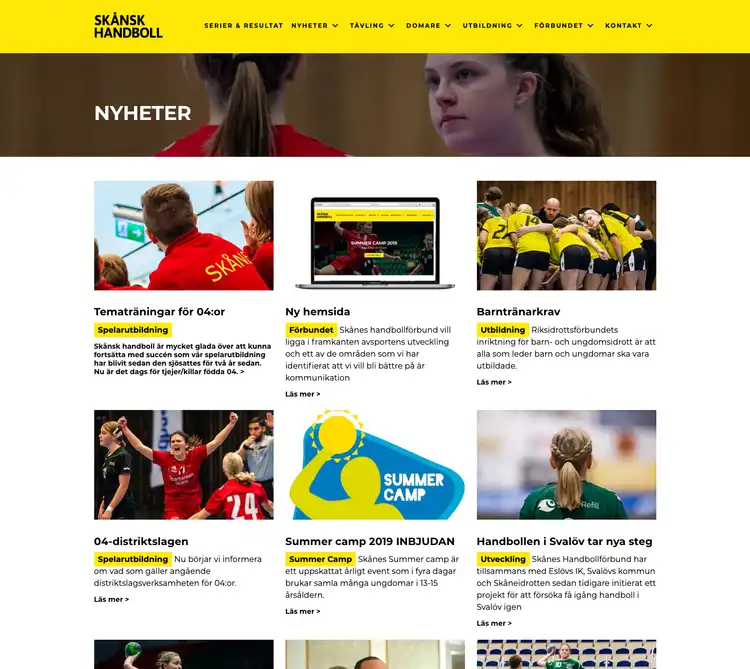 SKÅNSK
HANDBOLL
SERIER & RESULTAT NYHETER TÄVLING DOMARE UTBILDNING FÖRBUNDET KONTAKT
NYHETER
SKÅN
Tematräningar för 04:or
Spelarutbildning
Skånsk handboll är mycket glada över att kunna
fortsätta med succén som vår spelarutbildning
har blivit sedan den sjösattes för två år sedan.
Nu är det dags för tjejer/killar födda 04. >
SKÅNSK
HANDBOLL
SUMMER CAMP 2019
Ny hemsida
Förbundet Skånes handbollförbund vill
ligga i framkanten avsportens utveckling
och ett av de områden som vi har
identifierat att vi vill bli bättre på är
kommunikation
Läs mer >
Barntränarkrav
Utbildning Riksidrottsförbundets
inriktning för barn- och ungdomsidrott är att
alla som leder barn och ungdomar ska vara
utbildade.
Läs mer >
24
04-distriktslagen
Spelarutbildning Nu börjar vi informera
om vad som gäller angående
distriktslagsverksamheten för 04:or.
Läs mer >
SUMMER
CAMP
Summer camp 2019 INBJUDAN
Summer Camp Skånes Summer camp är
ett uppskattat årligt event som i fyra dagar
brukar samla många ungdomar i 13-15
årsåldern.
Läs mer >
Handbollen i Svalöv tar nya steg
Utveckling Skånes Handbollförbund har
tillsammans med Eslövs IK, Svalövs kommun
och Skåneidrotten sedan tidigare initierat ett
projekt för att försöka få igång handboll i
Svalöv igen
Läs mer >